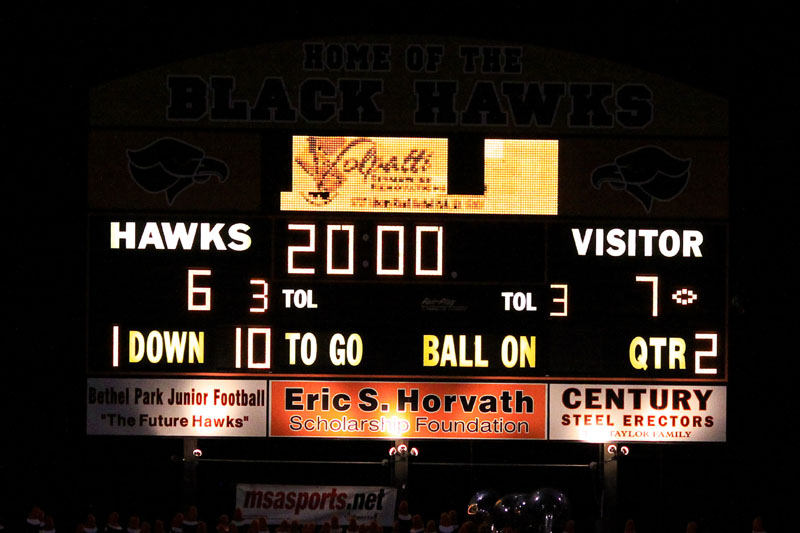 HOME OF THE
BLACK HAWKS
HAWKS 20:00 VISITOR
6 3 TOL TOL 3 7
1 DOWN 10 TO GO BALL ON QTR 2
Bethel Park Junior Football
"The Future Hawks"
Eric S. Horvath
Scholarship Foundation
CENTURY
STEEL ERECTORS
TAYLOR FAMILY
msasports.net